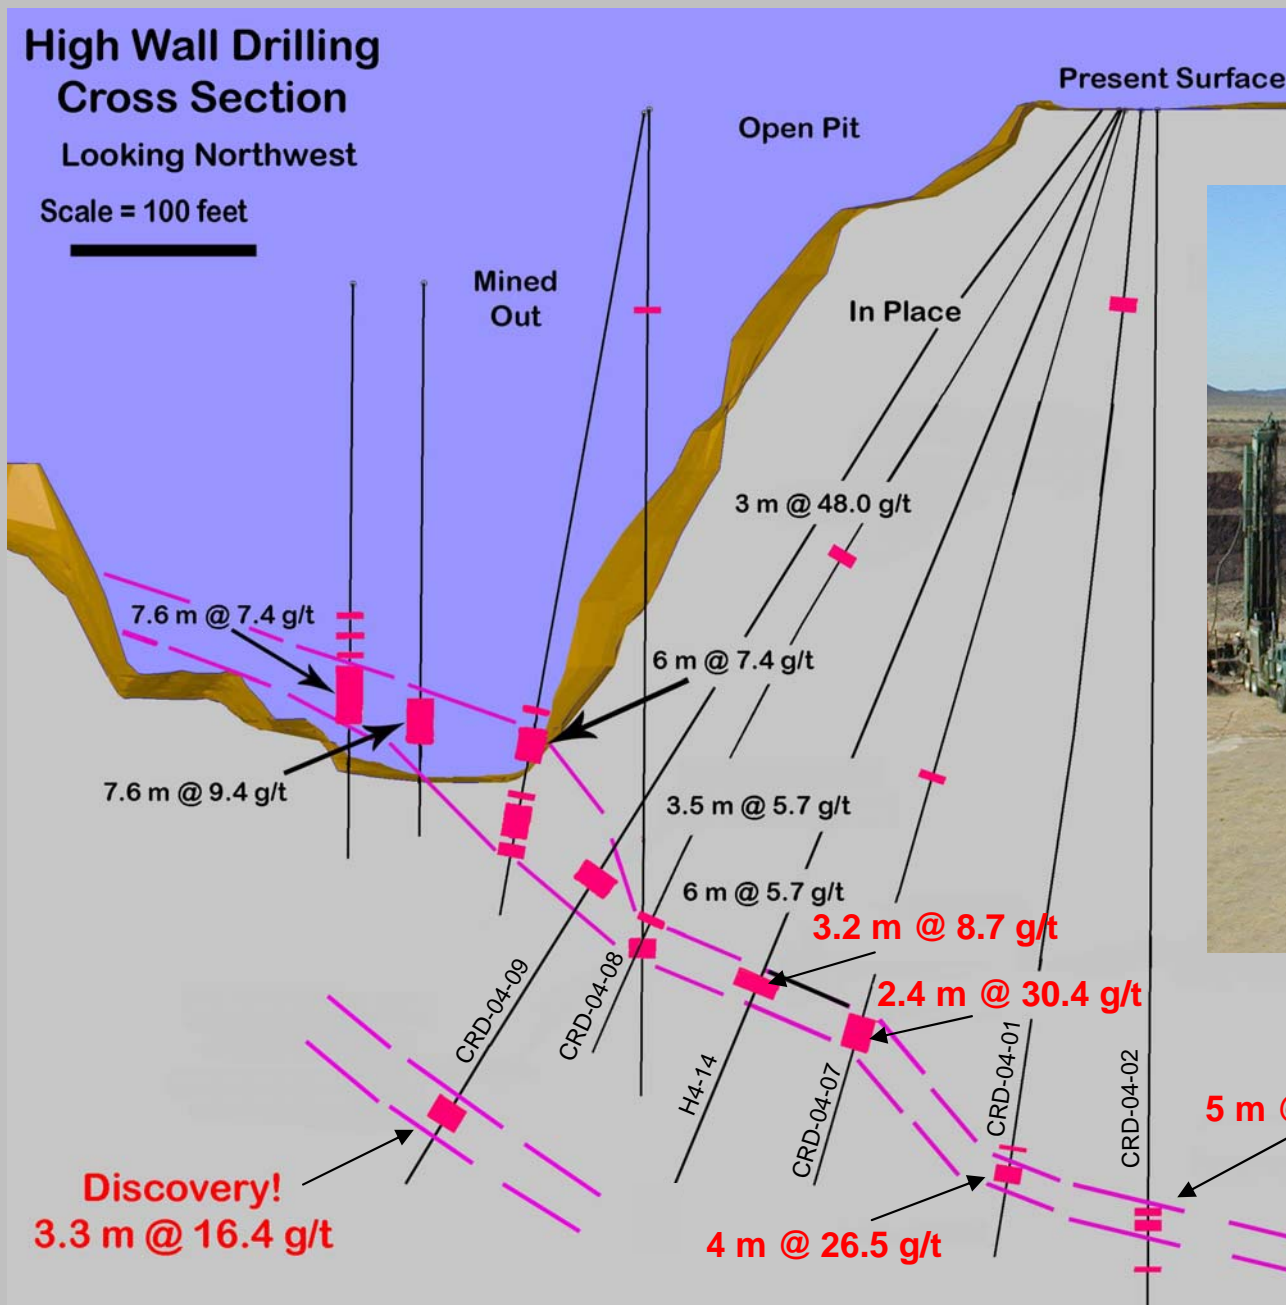 High Wall Drilling
Cross Section
Looking Northwest
Scale = 100 feet
Present Surface
Open Pit
Mined
Out
In Place
3 m @ 48.0 g/t
7.6 m @ 7.4 g/t
6 m @ 7.4 g/t
7.6 m @ 9.4 g/t
3.5 m @ 5.7 g/t
6 m @ 5.7 g/t
3.2 m @ 8.7 g/t
2.4 m @ 30.4 g/t
CRD-04-09
CRD-04-08
H4-14
CRD-04-07
CRD-04-01
CRD-04-02
5 m @
Discovery!
3.3 m @ 16.4 g/t
4 m @ 26.5 g/t